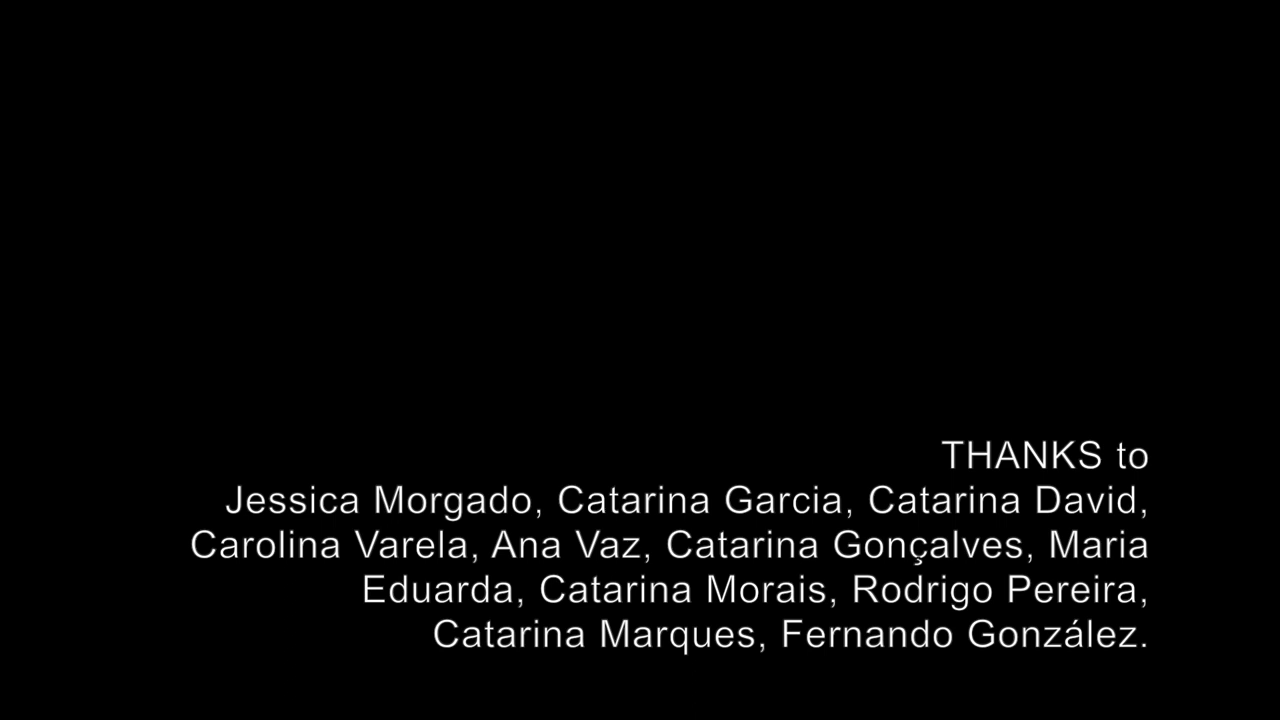 THANKS to
Jessica Morgado, Catarina Garcia, Catarina David,
Carolina Varela, Ana Vaz, Catarina Gonçalves, Maria
Eduarda, Catarina Morais, Rodrigo Pereira,
Catarina Marques, Fernando González.